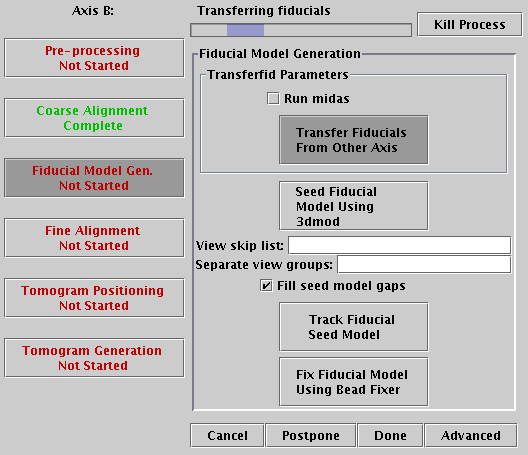 Axis B:
Transferring fiducials
Kill Process
Pre-processing
Not Started
Coarse Alignment
Complete
Fiducial Model Gen.
Not Started
Fine Alignment
Not Started
Tomogram Positioning
Not Started
Tomogram Generation
Not Started
Fiducial Model Generation
Transferfid Parameters
Run midas
Transfer Fiducials
From Other Axis
Seed Fiducial
Model Using
3dmod
View skip list:
Separate view groups:
Fill seed model gaps
Track Fiducial
Seed Model
Fix Fiducial Model
Using Bead Fixer
Cancel
Postpone
Done
Advanced